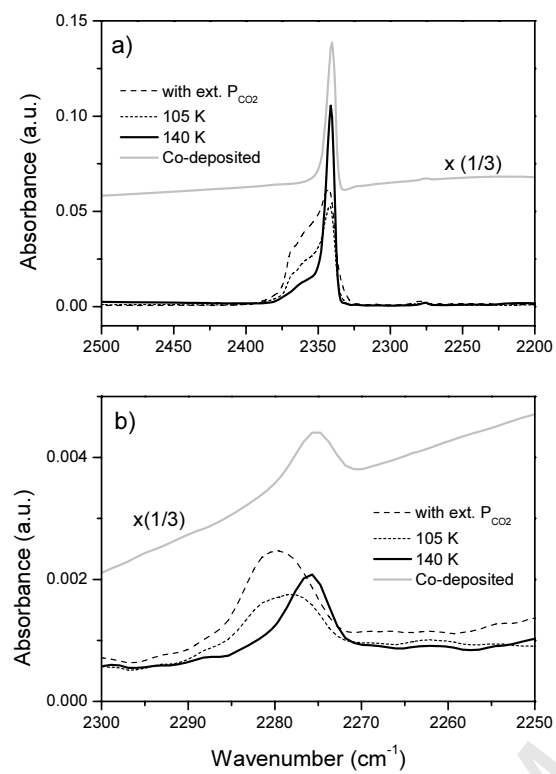 a)
0.15
0.10
0.05
0.00
Absorbance (a.u.)
with ext. P_CO2
105 K
140 K
Co-deposited
x (1/3)
2500 2450 2400 2350 2300 2250 2200
b)
0.004
0.002
0.000
Absorbance (a.u.)
x(1/3)
with ext. P_CO2
105 K
140 K
Co-deposited
2300 2290 2280 2270 2260 2250
Wavenumber (cm⁻¹)